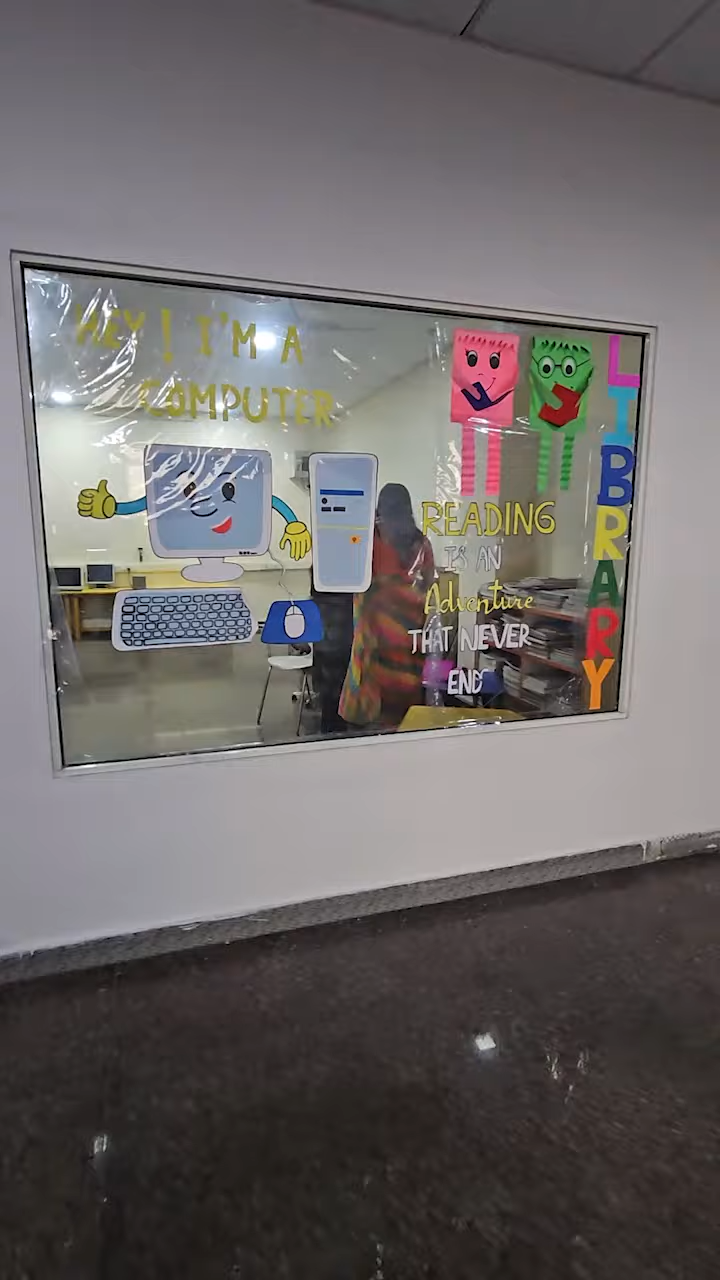 HEY! I'M A
COMPUTER
READING
IS AN
Adventure
THAT NEVER
ENDS
LIBRARY